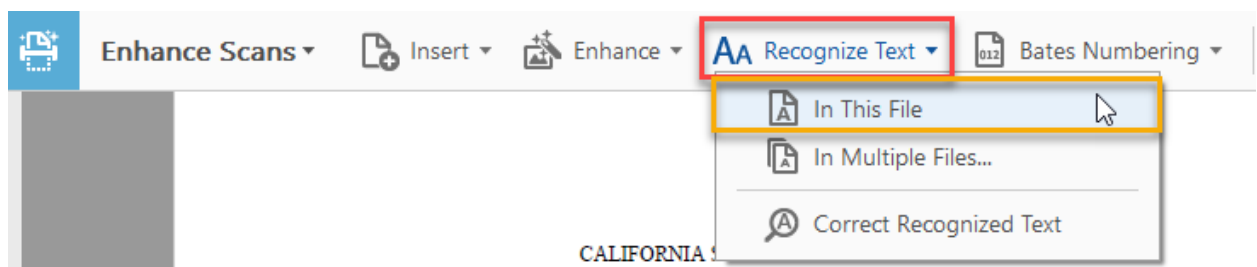 Enhance Scans Insert Enhance AA Recognize Text 012 Bates Numbering
A In This File
A In Multiple Files...
A Correct Recognized Text
CALIFORNIA